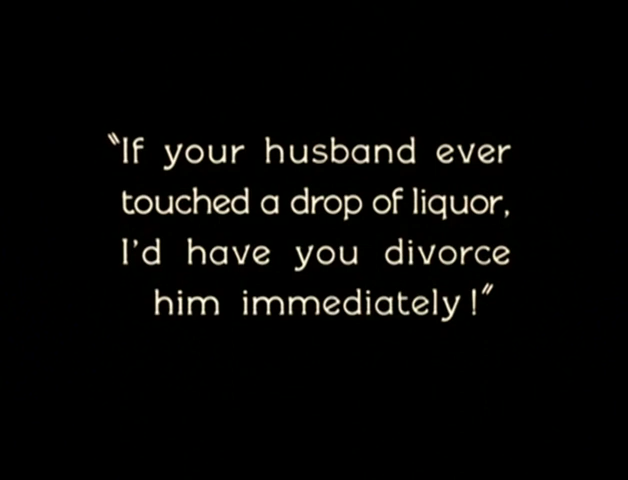 "If your husband ever
touched a drop of liquor,
I'd have you divorce
him immediately!"